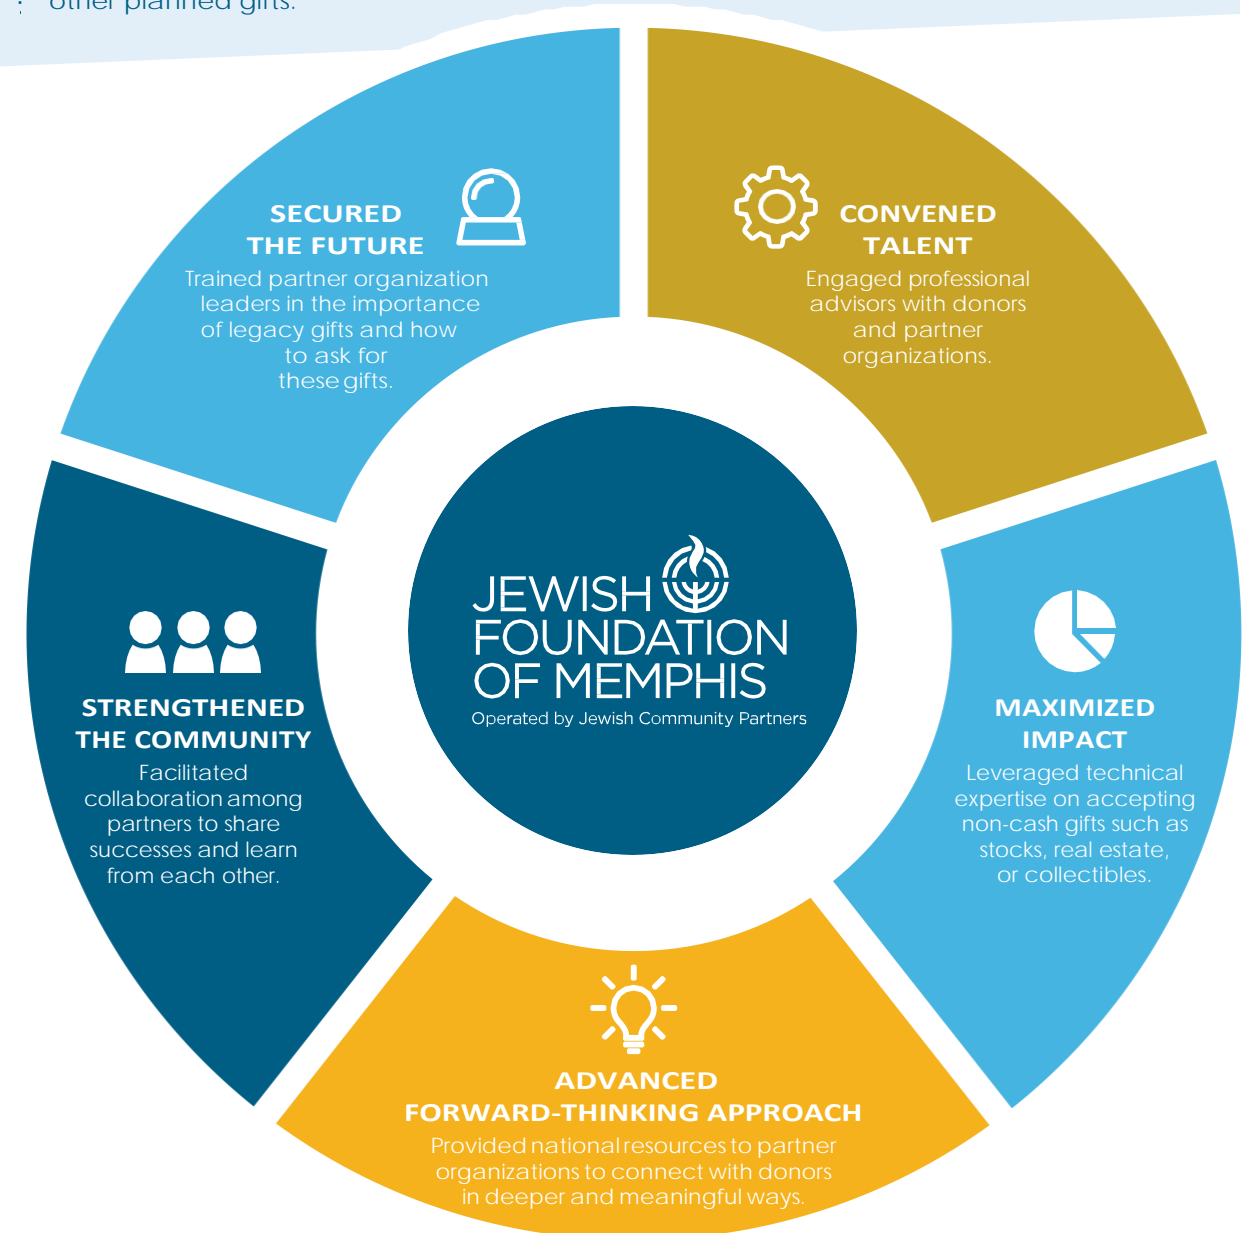 other planned gifts.
SECURED
THE FUTURE
Trained partner organization
leaders in the importance
of legacy gifts and how
to ask for
these gifts.
CONVENED
TALENT
Engaged professional
advisors with donors
and partner
organizations.
JEWISH
FOUNDATION
OF MEMPHIS
Operated by Jewish Community Partners
STRENGTHENED
THE COMMUNITY
Facilitated
collaboration among
partners to share
successes and learn
from each other.
MAXIMIZED
IMPACT
Leveraged technical
expertise on accepting
non-cash gifts such as
stocks, real estate,
or collectibles.
ADVANCED
FORWARD-THINKING APPROACH
Provided national resources to partner
organizations to connect with donors
in deeper and meaningful ways.